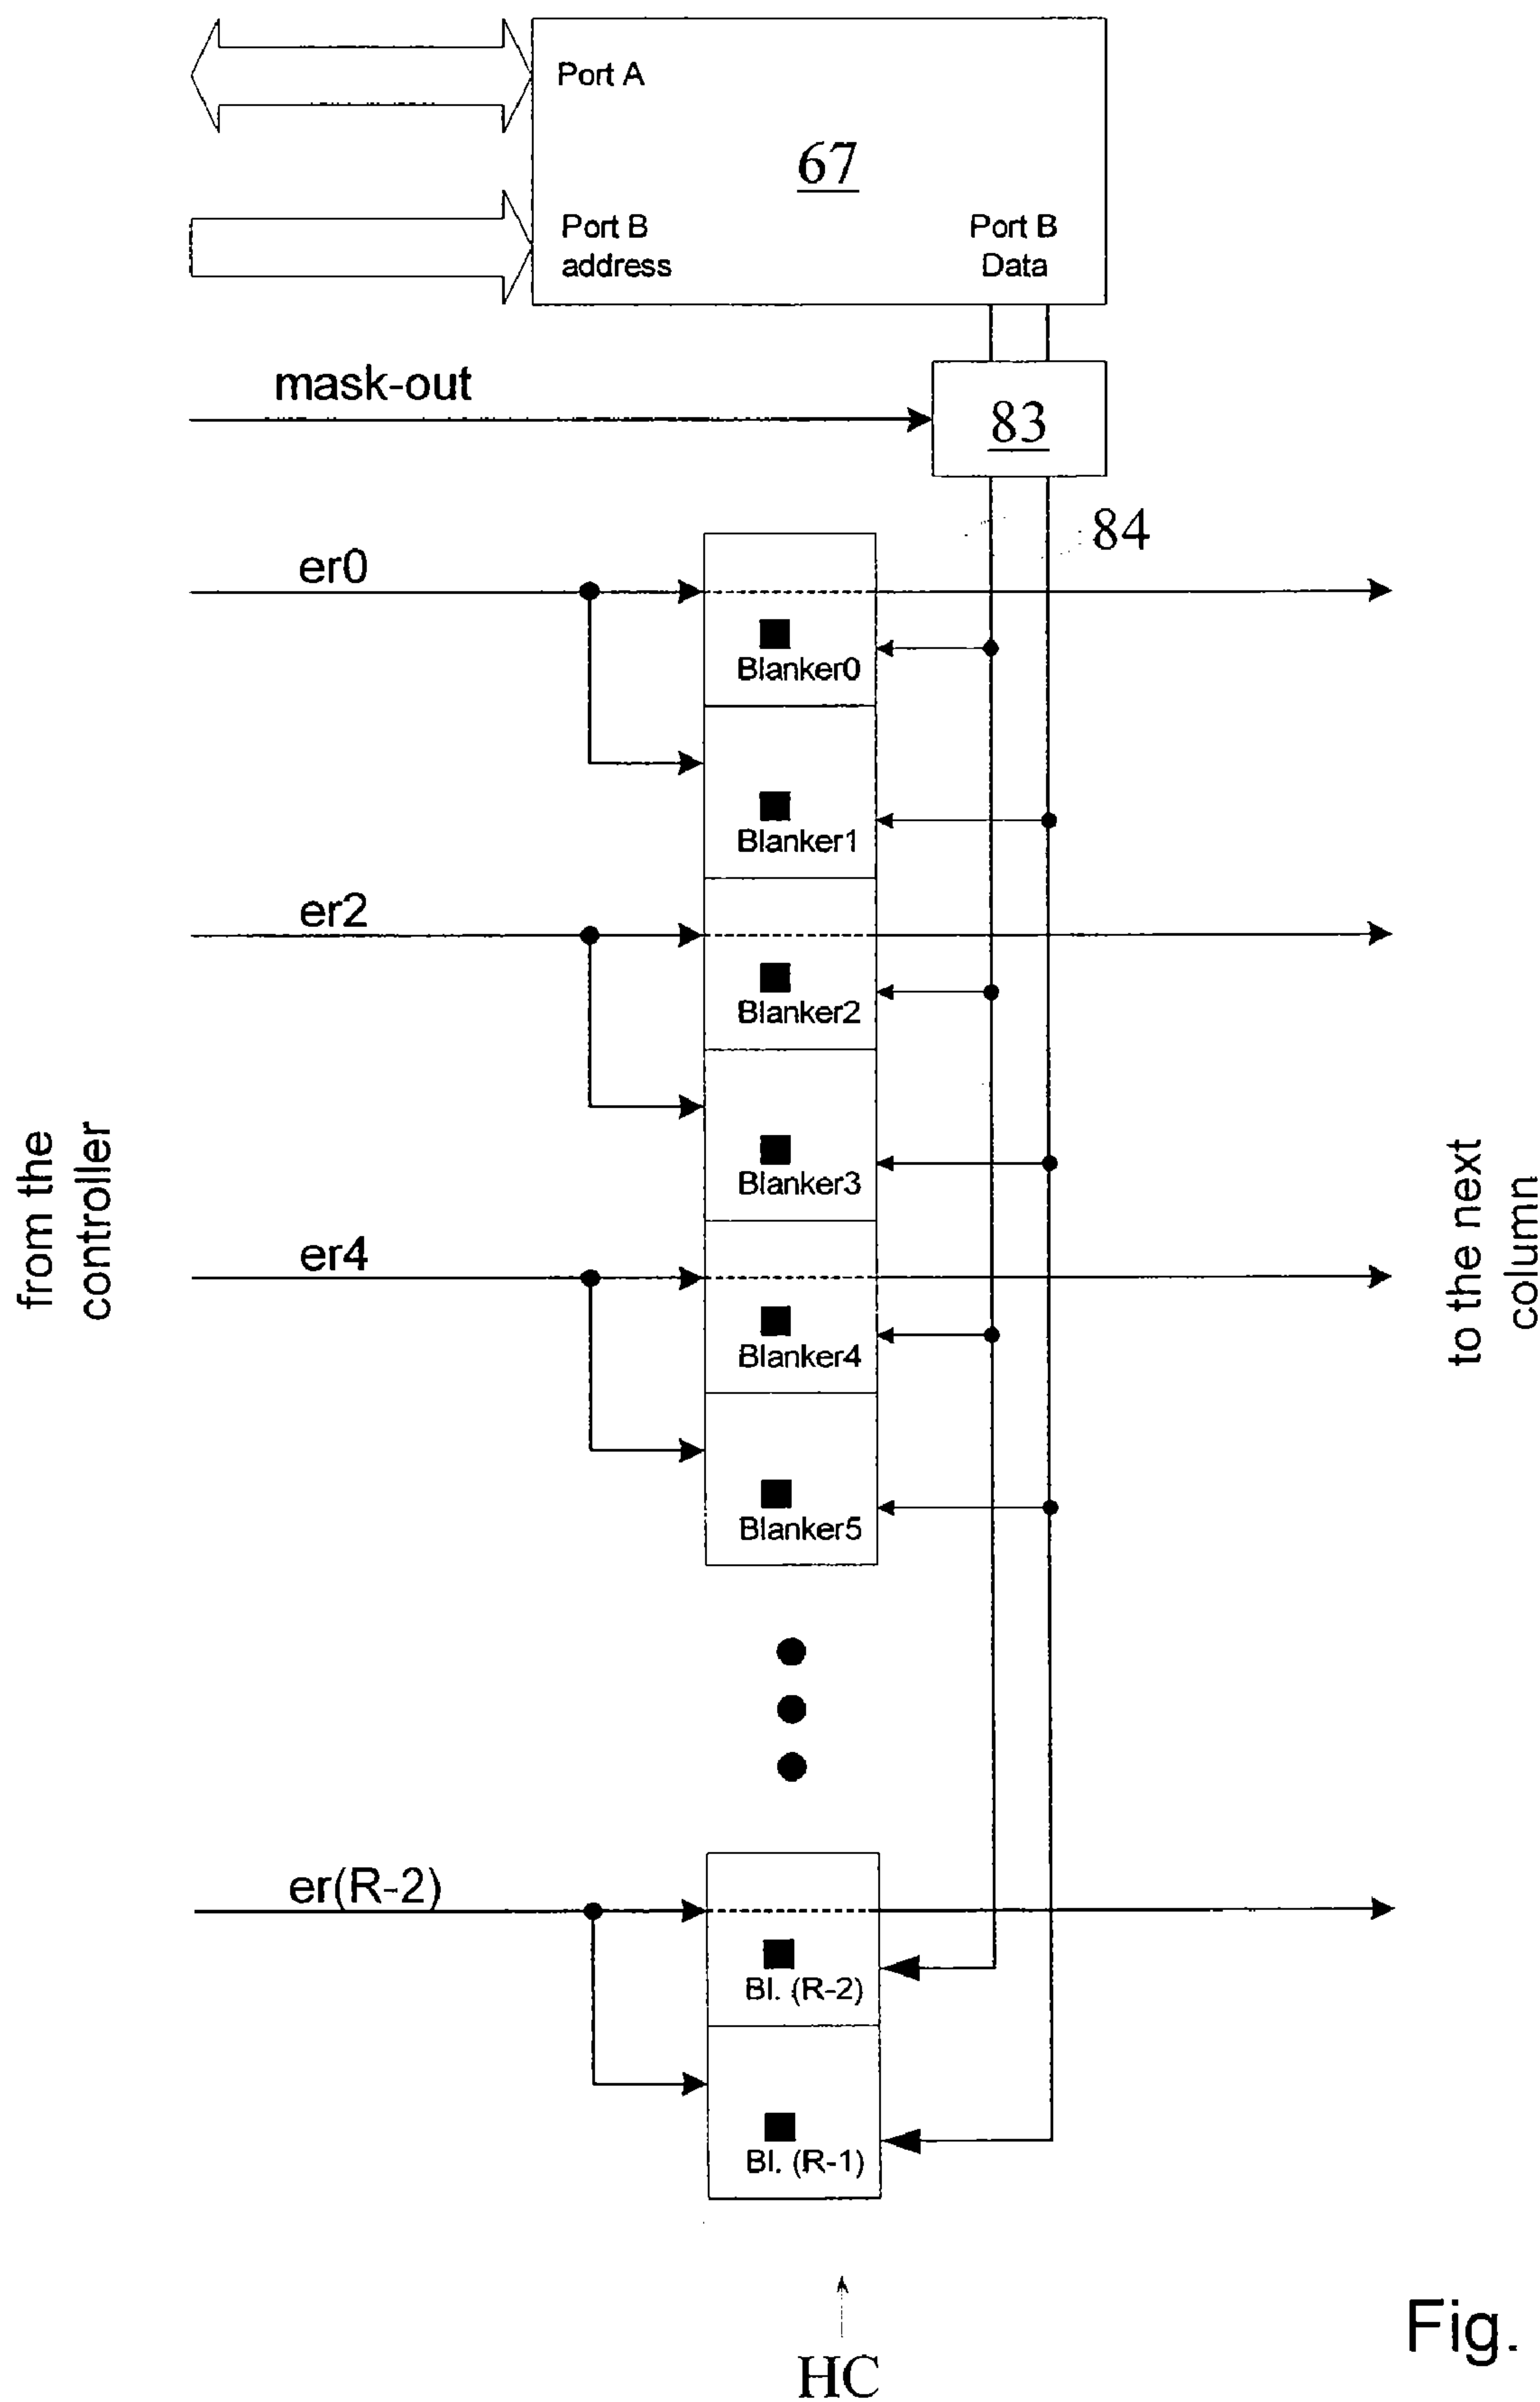 Port A
67
Port B
address
Port B
Data
mask-out
83
84
er0
Blanker0
Blanker1
er2
Blanker2
Blanker3
from the
controller
to the next
column
er4
Blanker4
Blanker5
er(R-2)
Bl. (R-2)
Bl. (R-1)
HC
Fig.